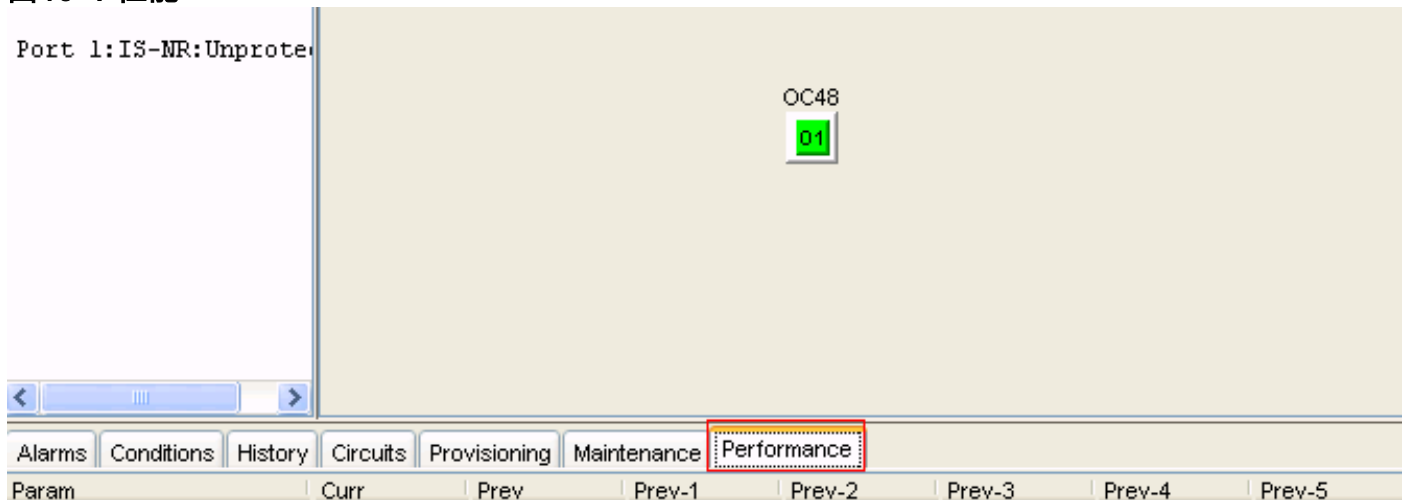 Port 1:IS-NR:Unprote
OC48
01
Alarms Conditions History Circuits Provisioning Maintenance Performance
Param Curr Prev Prev-1 Prev-2 Prev-3 Prev-4 Prev-5